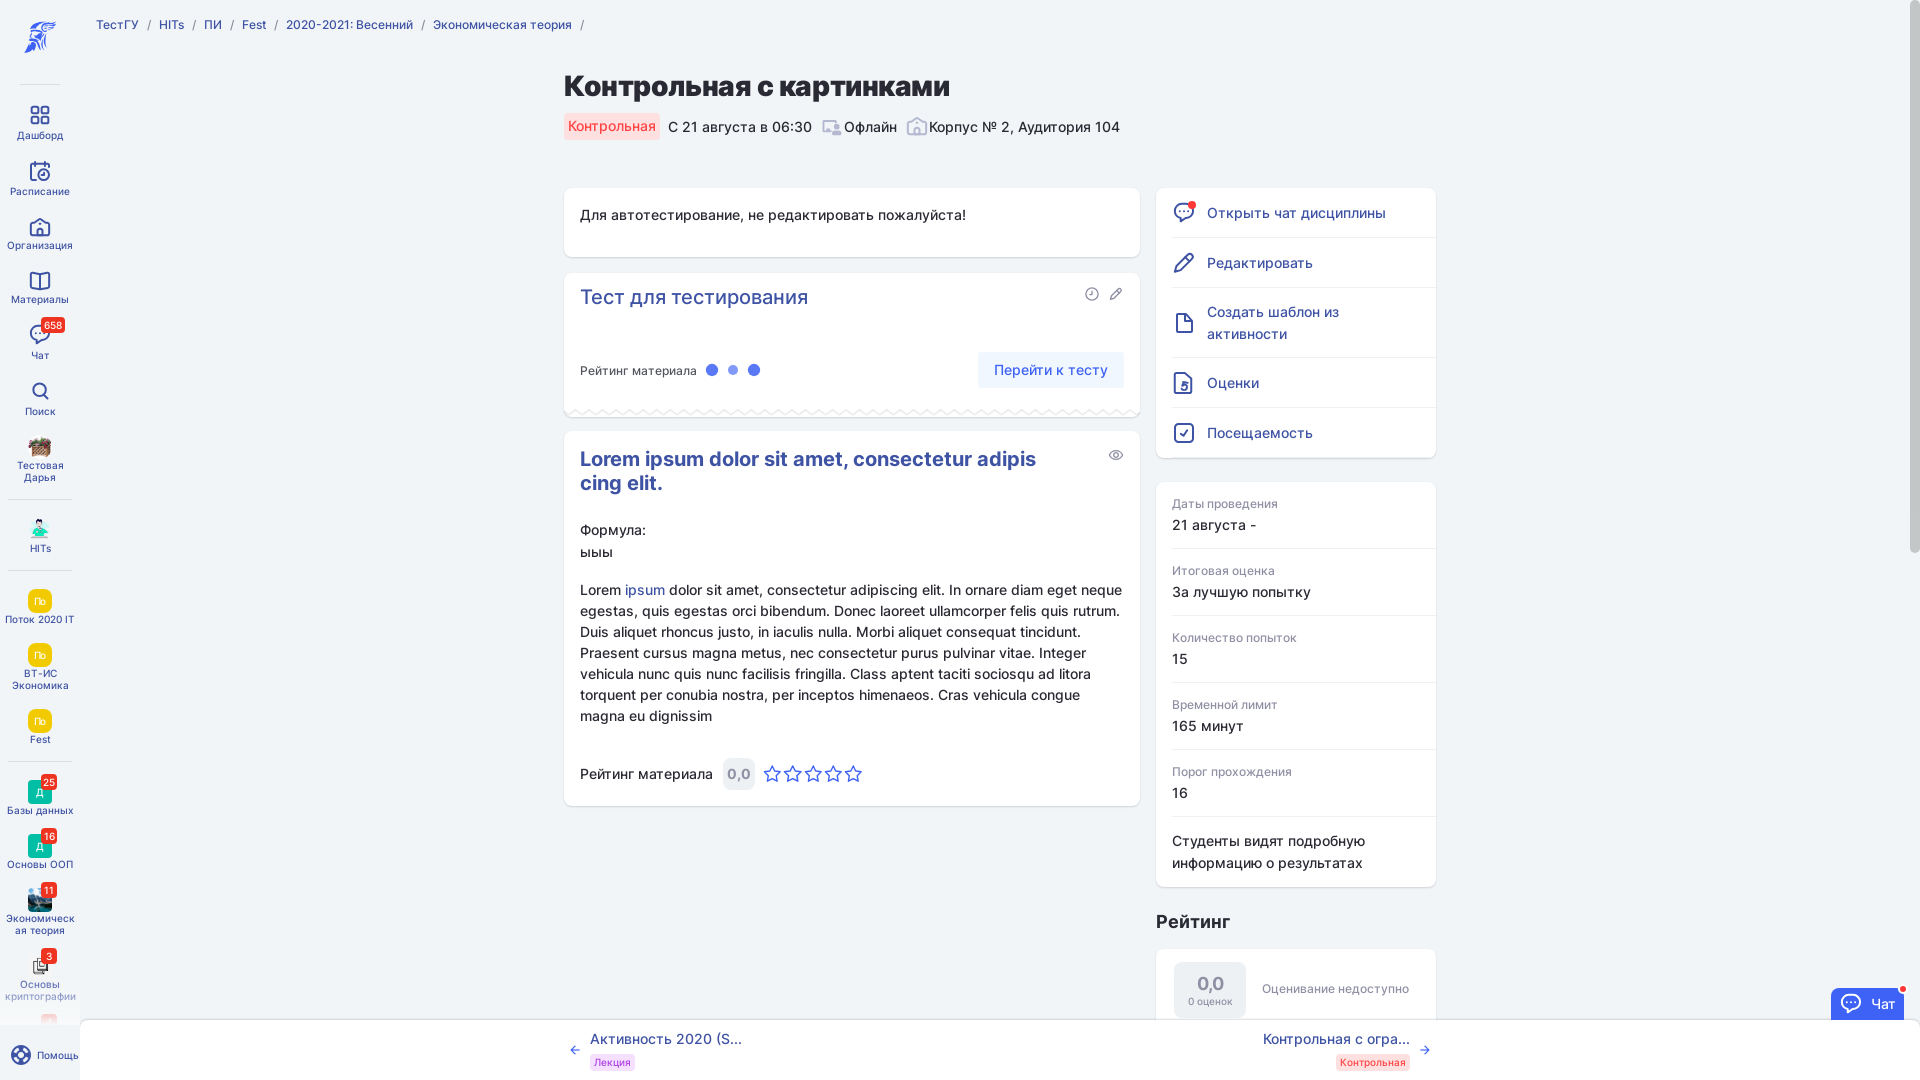 ТестГУ / HITs / ПИ / Fest / 2020-2021: Весенний / Экономическая теория /
Дашборд
Расписание
Организация
Материалы
658
Чат
Поиск
Тестовая
Дарья
HITs
По
Поток 2020 IT
По
ВТ-ИС
Экономика
По
Fest
25
Д
Базы данных
16
Д
Основы ООП
11
Экономическ
ая теория
3
Основы
криптографии
Помощь
Контрольная с картинками
Контрольная С 21 августа в 06:30 Офлайн Корпус № 2, Аудитория 104
Для автотестирование, не редактировать пожалуйста!
Тест для тестирования
Рейтинг материала
Перейти к тесту
Lorem ipsum dolor sit amet, consectetur adipis
cing elit.
Формула:
ыыы
Lorem ipsum dolor sit amet, consectetur adipiscing elit. In ornare diam eget neque
egestas, quis egestas orci bibendum. Donec laoreet ullamcorper felis quis rutrum.
Duis aliquet rhoncus justo, in iaculis nulla. Morbi aliquet consequat tincidunt.
Praesent cursus magna metus, nec consectetur purus pulvinar vitae. Integer
vehicula nunc quis nunc facilisis fringilla. Class aptent taciti sociosqu ad litora
torquent per conubia nostra, per inceptos himenaeos. Cras vehicula congue
magna eu dignissim
Рейтинг материала 0,0
Открыть чат дисциплины
Редактировать
Создать шаблон из
активности
Оценки
Посещаемость
Даты проведения
21 августа -
Итоговая оценка
За лучшую попытку
Количество попыток
15
Временной лимит
165 минут
Порог прохождения
16
Студенты видят подробную
информацию о результатах
Рейтинг
0,0
0 оценок
Оценивание недоступно
Чат
Активность 2020 (S...
Лекция
Контрольная с огра...
Контрольная